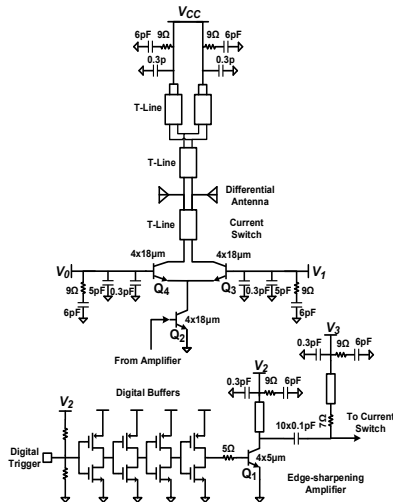 VCC
6pF 9Ω 9Ω 6pF
0.3p 0.3p
T-Line
T-Line
Differential Antenna
T-Line
Current Switch
4x18μm 4x18μm
V0 V1
9Ω 5pF 0.3pF Q4 Q3 0.3pF 5pF 9Ω
6pF 6pF
Q2 4x18μm
From Amplifier
V3
0.3pF 9Ω 6pF
V2
0.3pF 9Ω 6pF
7Ω
To Current Switch
10x0.1pF
Digital Buffers
V2
Digital Trigger
5Ω
4x5μm
Q1
Edge-sharpening Amplifier